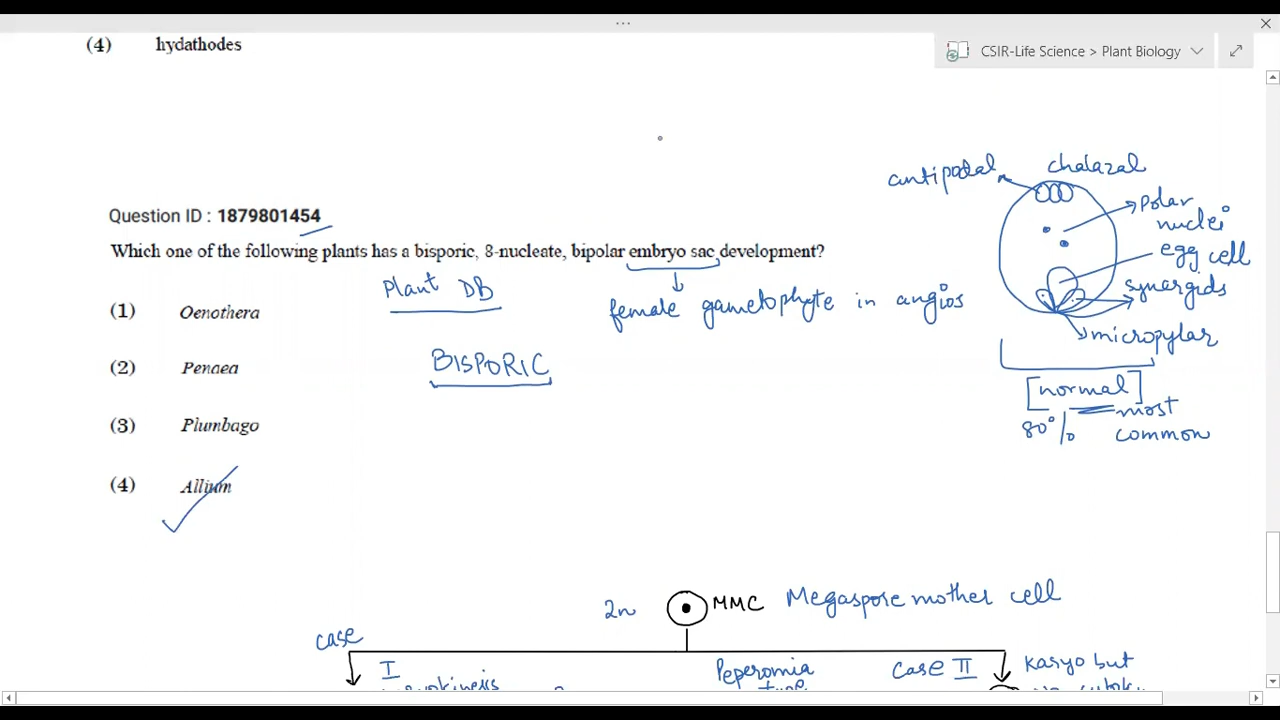 (4) hydathodes
CSIR-Life Science > Plant Biology
antipodal
chalazal
Polar
nuclei
egg cell
synergids
micropylar
[normal]
80% most
common
Question ID : 1879801454
Which one of the following plants has a bisporic, 8-nucleate, bipolar embryo sac development?
Plant DB
female gametophyte in angios
(1) Oenothera
BISPORIC
(2) Penaea
(3) Plumbago
(4) Allium
2n
MMC
Megaspore mother cell
case
I
Peperomia
Case II
Karyo but